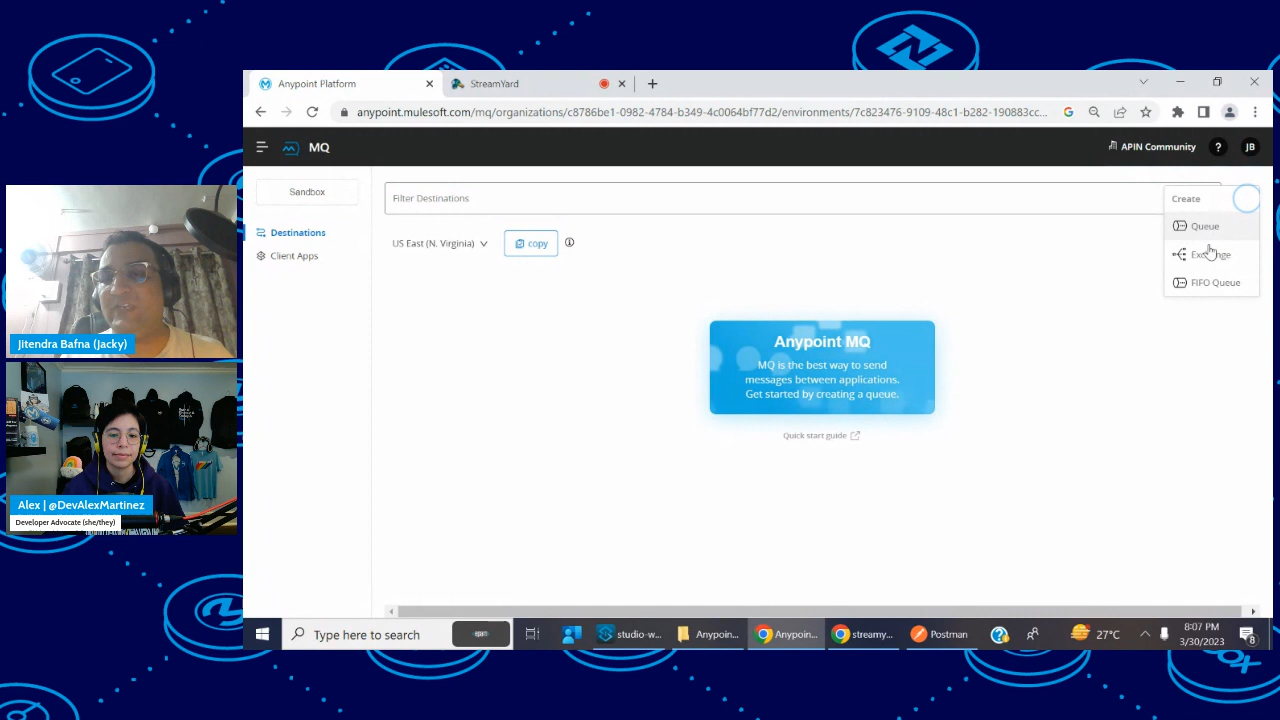 Anypoint Platform
StreamYard
anypoint.mulesoft.com/mq/organizations/c8786be1-0982-4784-b349-4c0064bf77d2/environments/7c823476-9109-48c1-b282-190883cc...
MQ
APIN Community
?
JB
Sandbox
Filter Destinations
Create
Queue
Exchange
FIFO Queue
Destinations
Client Apps
US East (N. Virginia)
copy
Anypoint MQ
MQ is the best way to send
messages between applications.
Get started by creating a queue.
Quick start guide
Jitendra Bafna (Jacky)
Alex | @DevAlexMartinez
Developer Advocate (she/they)
Type here to search
studio-w...
Anypoin...
Anypoin...
streamy...
Postman
27°C
8:07 PM
3/30/2023
8